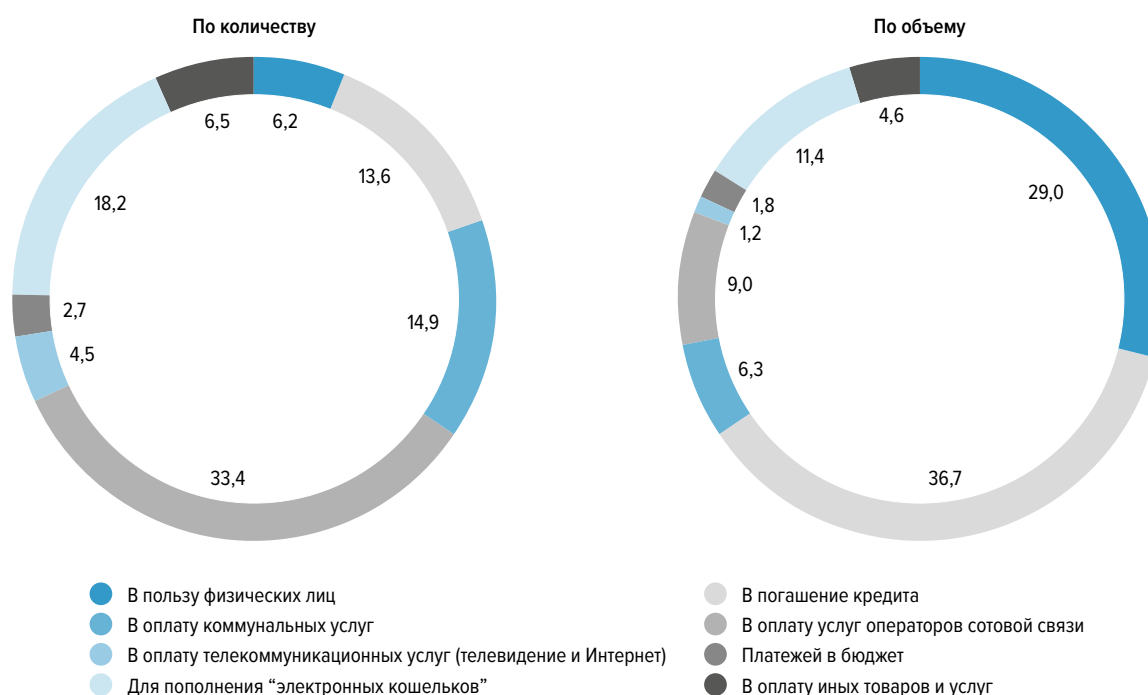 По количеству
По объему
6,5
6,2
13,6
18,2
14,9
2,7
4,5
33,4
4,6
29,0
11,4
1,8
1,2
9,0
6,3
36,7
В пользу физических лиц
В оплату коммунальных услуг
В оплату телекоммуникационных услуг (телевидение и Интернет)
Для пополнения “электронных кошельков”
В погашение кредита
В оплату услуг операторов сотовой связи
Платежей в бюджет
В оплату иных товаров и услуг